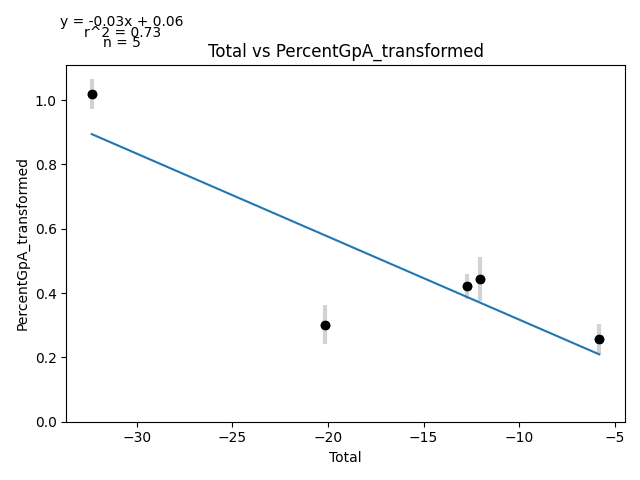 y = -0.03x + 0.06
r^2 = 0.73
n = 5
Total vs PercentGpA_transformed
PercentGpA_transformed
1.0
0.8
0.6
0.4
0.2
0.0
−30
−25
−20
−15
−10
−5
Total